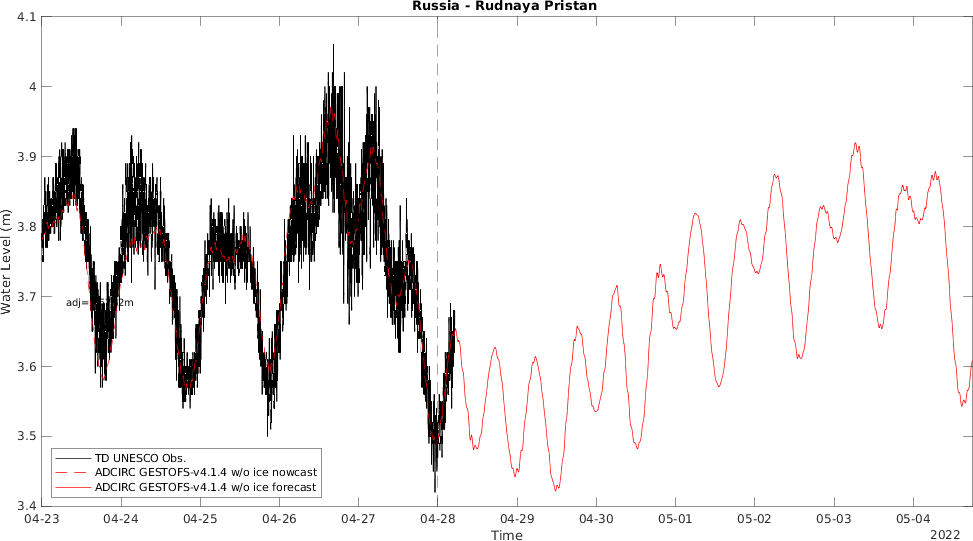 Russia - Rudnaya Pristan
4.1
4
3.9
3.8
3.7
3.6
3.5
3.4
Water Level (m)
TD UNESCO Obs.
ADCIRC GESTOFS-v4.1.4 w/o ice nowcast
ADCIRC GESTOFS-v4.1.4 w/o ice forecast
04-23 04-24 04-25 04-26 04-27 04-28 04-29 04-30 05-01 05-02 05-03 05-04
Time
2022